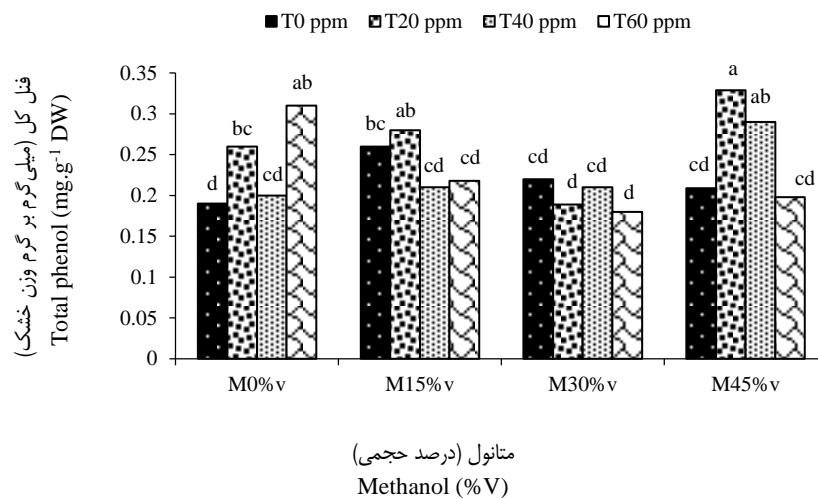 T0 ppm T20 ppm T40 ppm T60 ppm
فنل کل (میلی گرم بر گرم وزن خشک)
Total phenol (mg.g-1 DW)
0.35
0.3
0.25
0.2
0.15
0.1
0.05
0
d bc cd ab
bc ab cd cd
cd d cd d
cd a ab cd
M0%v M15%v M30%v M45%v
متانول (درصد حجمی)
Methanol (%V)